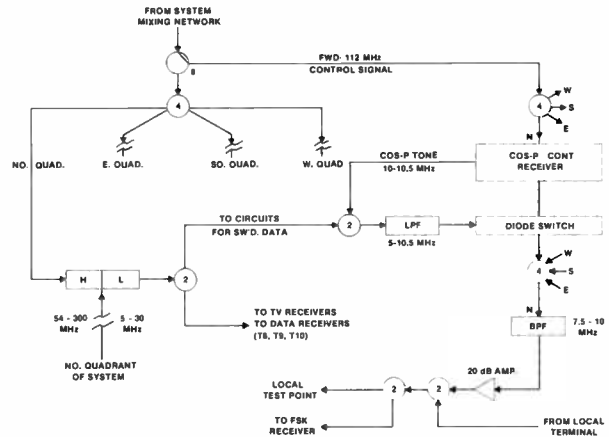 FROM SYSTEM
MIXING NETWORK
8
FWD- 112 MHz
CONTROL SIGNAL
4
4
W
S
E
N
NO. QUAD.
E. QUAD.
SO. QUAD.
W. QUAD
COS-P TONE
10-10.5 MHz
COS-P CONT
RECEIVER
TO CIRCUITS
FOR SW'D. DATA
2
LPF
5-10.5 MHz
DIODE SWITCH
H
L
2
W
4
S
E
N
54 - 300
MHz
5 - 30
MHz
TO TV RECEIVERS
TO DATA RECEIVERS
(T8, T9, T10)
BPF
7.5 - 10
MHz
NO. QUADRANT
OF SYSTEM
20 dB AMP.
LOCAL
TEST POINT
2
2
TO FSK
RECEIVER
FROM LOCAL
TERMINAL